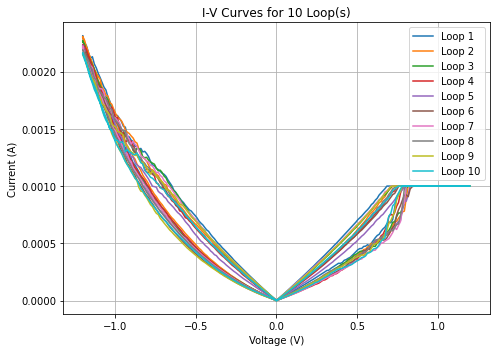 I-V Curves for 10 Loop(s)
Current (A)
0.0020
0.0015
0.0010
0.0005
0.0000
−1.0
−0.5
0.0
0.5
1.0
Voltage (V)
Loop 1
Loop 2
Loop 3
Loop 4
Loop 5
Loop 6
Loop 7
Loop 8
Loop 9
Loop 10